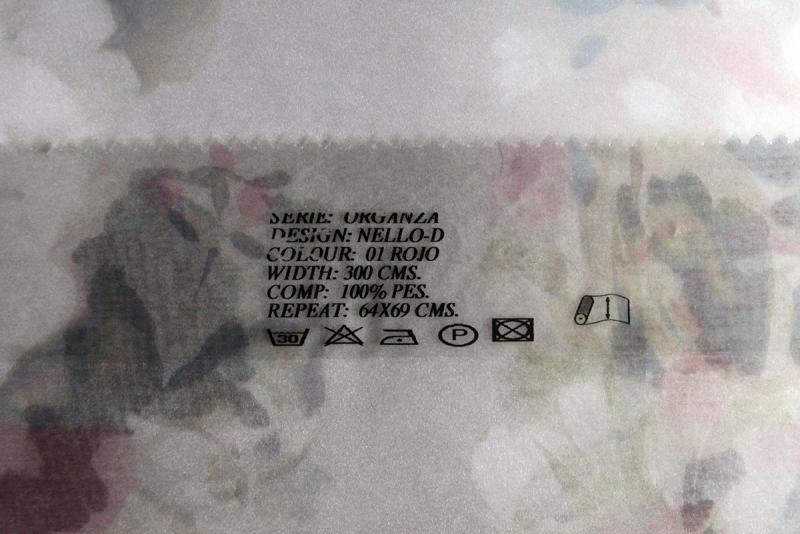 SERIE: ORGANZA
DESIGN: NELLO-D
COLOUR: 01 ROJO
WIDTH: 300 CMS.
COMP: 100% PES.
REPEAT: 64X69 CMS.
30 P